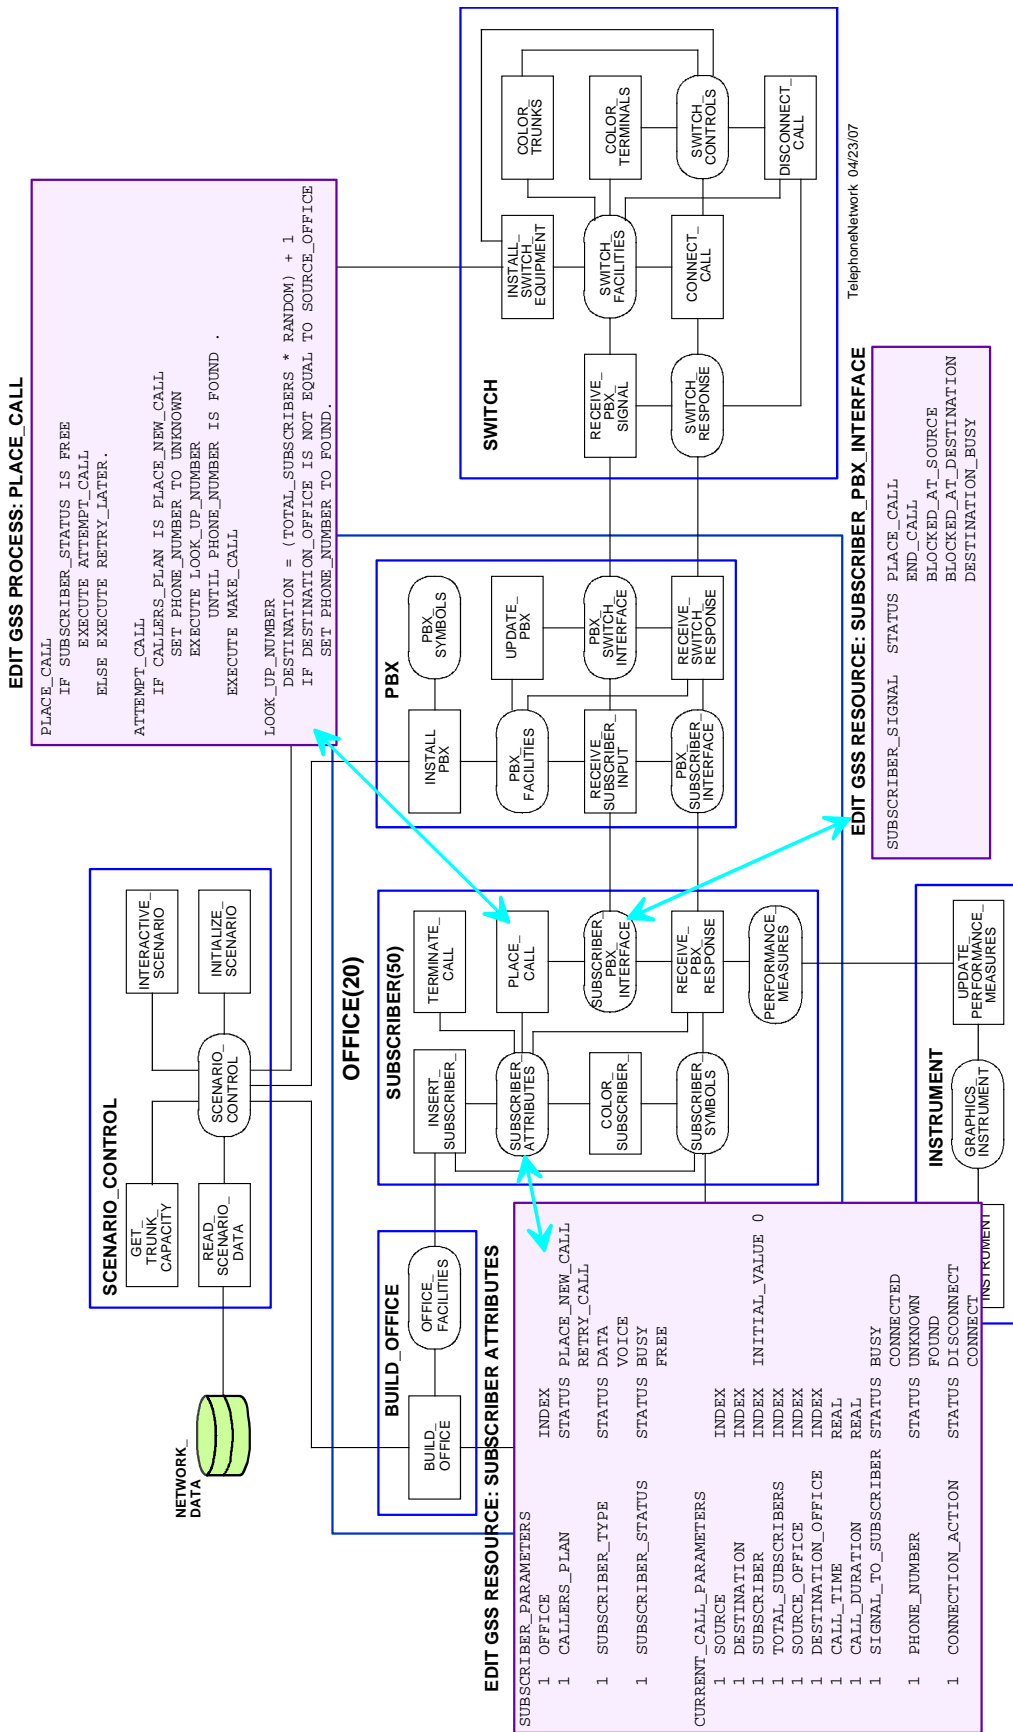 EDIT GSS PROCESS: PLACE_CALL
PLACE_CALL
IF SUBSCRIBER_STATUS IS FREE
EXECUTE ATTEMPT_CALL
ELSE EXECUTE RETRY_LATER.
ATTEMPT_CALL
IF CALLERS_PLAN IS PLACE_NEW_CALL
SET PHONE_NUMBER TO UNKNOWN
EXECUTE LOOK_UP_NUMBER
UNTIL PHONE_NUMBER IS FOUND .
EXECUTE MAKE_CALL
LOOK_UP_NUMBER
DESTINATION = (TOTAL_SUBSCRIBERS * RANDOM) + 1
IF DESTINATION_OFFICE IS NOT EQUAL TO SOURCE_OFFICE
SET PHONE_NUMBER TO FOUND.
SCENARIO_CONTROL
GET_
TRUNK_
CAPACITY
INTERACTIVE_
SCENARIO
READ_
SCENARIO_
DATA
SCENARIO_
CONTROL
INITIALIZE_
SCENARIO
NETWORK_
DATA
BUILD_OFFICE
BUILD_
OFFICE
OFFICE_
FACILITIES
OFFICE(20)
SUBSCRIBER(50)
INSERT_
SUBSCRIBER
TERMINATE_
CALL
SUBSCRIBER_
ATTRIBUTES
PLACE_
CALL
COLOR_
SUBSCRIBER_
SUBSCRIBER_
PBX_
INTERFACE
SUBSCRIBER_
SYMBOLS
RECEIVE_
PBX_
RESPONSE
PERFORMANCE_
MEASURES
PBX
INSTALL_
PBX
PBX_
SYMBOLS
PBX_
FACILITIES
UPDATE_
PBX
RECEIVE_
SUBSCRIBER_
INPUT
PBX_
SWITCH_
INTERFACE
PBX_
SUBSCRIBER_
INTERFACE
RECEIVE_
SWITCH_
RESPONSE
SWITCH
INSTALL_
SWITCH_
EQUIPMENT
COLOR_
TRUNKS
RECEIVE_
PBX_
SIGNAL
SWITCH_
FACILITIES
COLOR_
TERMINALS
SWITCH_
RESPONSE
CONNECT_
CALL
SWITCH_
CONTROLS
DISCONNECT_
CALL
TelephoneNetwork 04/23/07
EDIT GSS RESOURCE: SUBSCRIBER ATTRIBUTES
SUBSCRIBER_PARAMETERS
1 OFFICE INDEX
1 CALLERS_PLAN STATUS PLACE_NEW_CALL
RETRY_CALL
1 SUBSCRIBER_TYPE STATUS DATA
VOICE
1 SUBSCRIBER_STATUS STATUS BUSY
FREE
CURRENT_CALL_PARAMETERS
1 SOURCE INDEX
1 DESTINATION INDEX
1 SUBSCRIBER INDEX INITIAL_VALUE 0
1 TOTAL_SUBSCRIBERS INDEX
1 SOURCE_OFFICE INDEX
1 DESTINATION_OFFICE INDEX
1 CALL_TIME REAL
1 CALL_DURATION REAL
1 SIGNAL_TO_SUBSCRIBER STATUS BUSY
CONNECTED
1 PHONE_NUMBER STATUS UNKNOWN
FOUND
1 CONNECTION_ACTION STATUS DISCONNECT
CONNECT
INSTRUMENT
INSTRUMENT
GRAPHICS_
INSTRUMENT
UPDATE_
PERFORMANCE_
MEASURES
EDIT GSS RESOURCE: SUBSCRIBER_PBX_INTERFACE
SUBSCRIBER_SIGNAL STATUS PLACE_CALL
END_CALL
BLOCKED_AT_SOURCE
BLOCKED_AT_DESTINATION
DESTINATION_BUSY